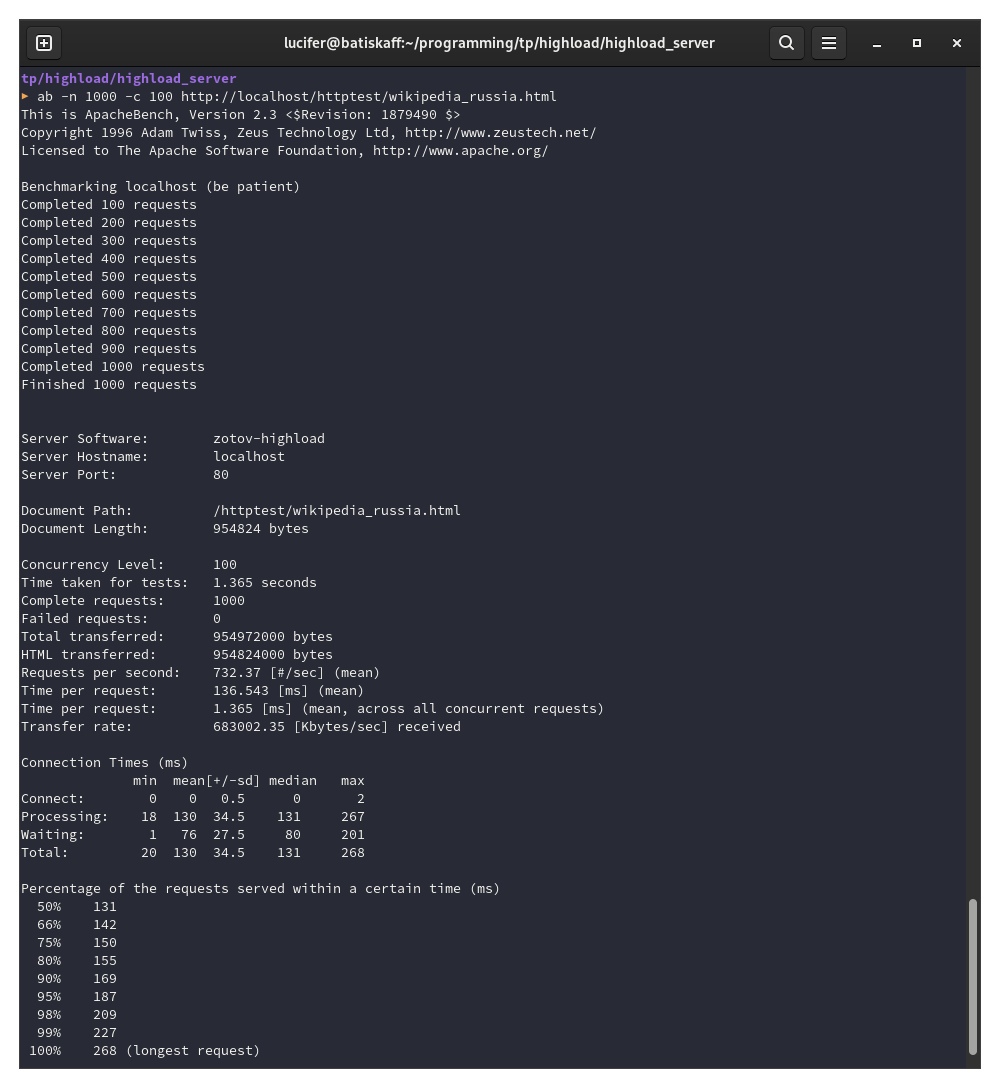 lucifer@batiskaff:~/programming/tp/highload/highload_server
tp/highload/highload_server
▸ ab -n 1000 -c 100 http://localhost/httptest/wikipedia_russia.html
This is ApacheBench, Version 2.3 <$Revision: 1879490 $>
Copyright 1996 Adam Twiss, Zeus Technology Ltd, http://www.zeustech.net/
Licensed to The Apache Software Foundation, http://www.apache.org/

Benchmarking localhost (be patient)
Completed 100 requests
Completed 200 requests
Completed 300 requests
Completed 400 requests
Completed 500 requests
Completed 600 requests
Completed 700 requests
Completed 800 requests
Completed 900 requests
Completed 1000 requests
Finished 1000 requests


Server Software:        zotov-highload
Server Hostname:        localhost
Server Port:            80

Document Path:          /httptest/wikipedia_russia.html
Document Length:        954824 bytes

Concurrency Level:      100
Time taken for tests:   1.365 seconds
Complete requests:      1000
Failed requests:        0
Total transferred:      954972000 bytes
HTML transferred:       954824000 bytes
Requests per second:    732.37 [#/sec] (mean)
Time per request:       136.543 [ms] (mean)
Time per request:       1.365 [ms] (mean, across all concurrent requests)
Transfer rate:          683002.35 [Kbytes/sec] received

Connection Times (ms)
              min  mean[+/-sd] median   max
Connect:        0    0   0.5      0       2
Processing:    18  130  34.5    131     267
Waiting:        1   76  27.5     80     201
Total:         20  130  34.5    131     268

Percentage of the requests served within a certain time (ms)
  50%    131
  66%    142
  75%    150
  80%    155
  90%    169
  95%    187
  98%    209
  99%    227
 100%    268 (longest request)